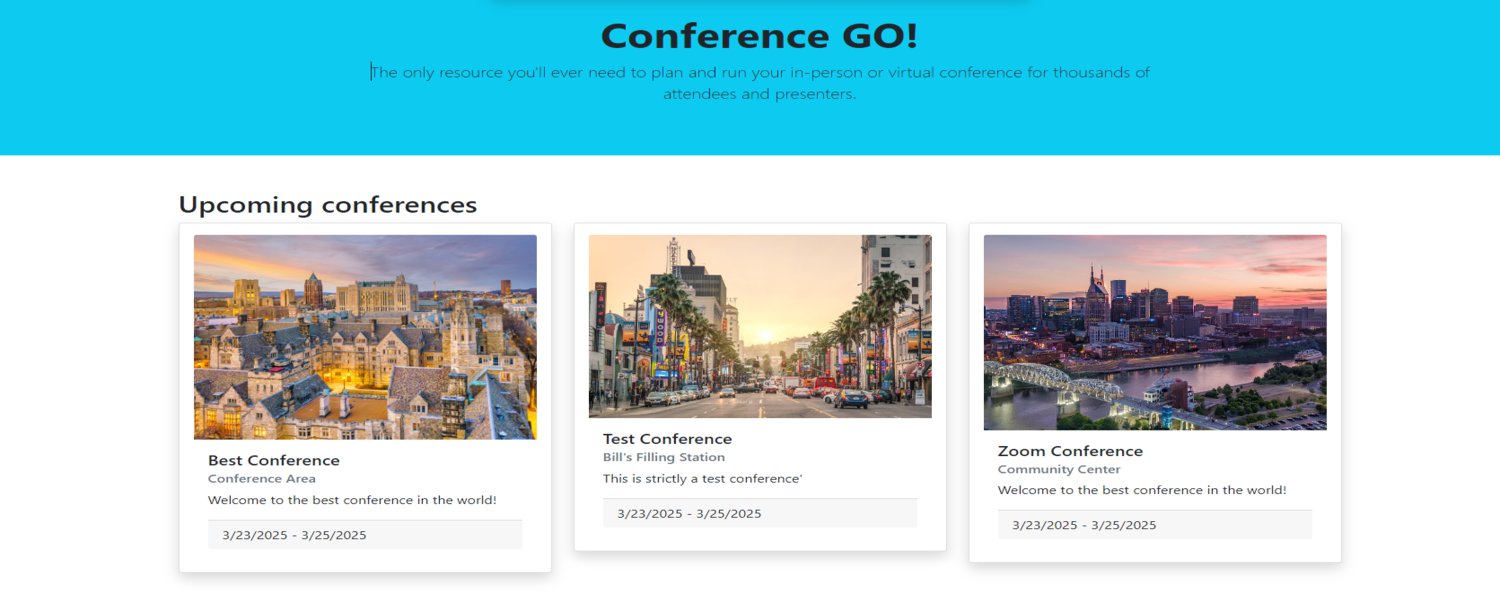 Conference GO!
The only resource you'll ever need to plan and run your in-person or virtual conference for thousands of
attendees and presenters.
Upcoming conferences
Best Conference
Conference Area
Welcome to the best conference in the world!
3/23/2025 - 3/25/2025
Test Conference
Bill's Filling Station
This is strictly a test conference'
3/23/2025 - 3/25/2025
Zoom Conference
Community Center
Welcome to the best conference in the world!
3/23/2025 - 3/25/2025